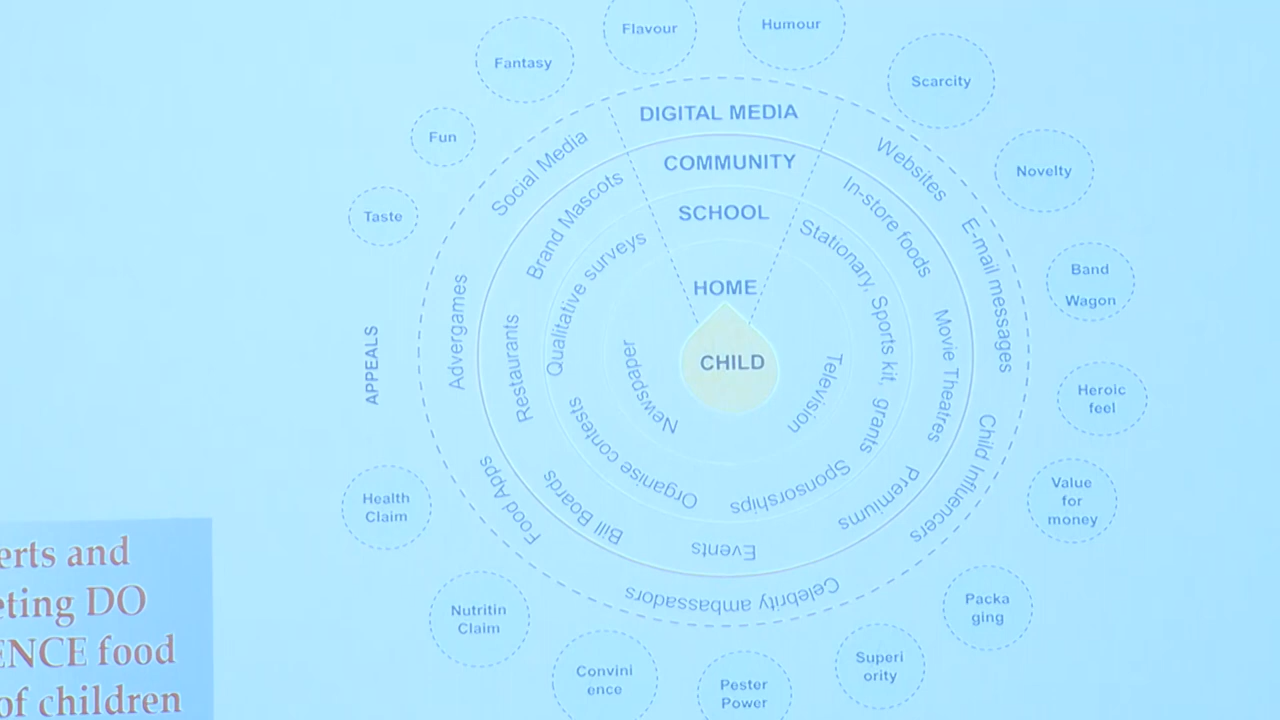 Flavour
Humour
Fantasy
Scarcity
Fun
Novelty
Taste
Band
Wagon
APPEALS
Heroic
feel
Value
for
money
Health
Claim
Packa
ging
Nutritin
Claim
Superi
ority
Convini
ence
Pester
Power
DIGITAL MEDIA
Social Media
Websites
E-mail messages
Advergames
Child Influencers
Food Apps
Celebrity ambassadors
COMMUNITY
Brand Mascots
In-store foods
Restaurants
Movie Theatres
Bill Boards
Premiums
Events
SCHOOL
Qualitative surveys
Stationary, Sports kit, grants
Organise contests
Sponsorships
HOME
Newspaper
Television
CHILD
erts and
eting DO
ENCE food
of children